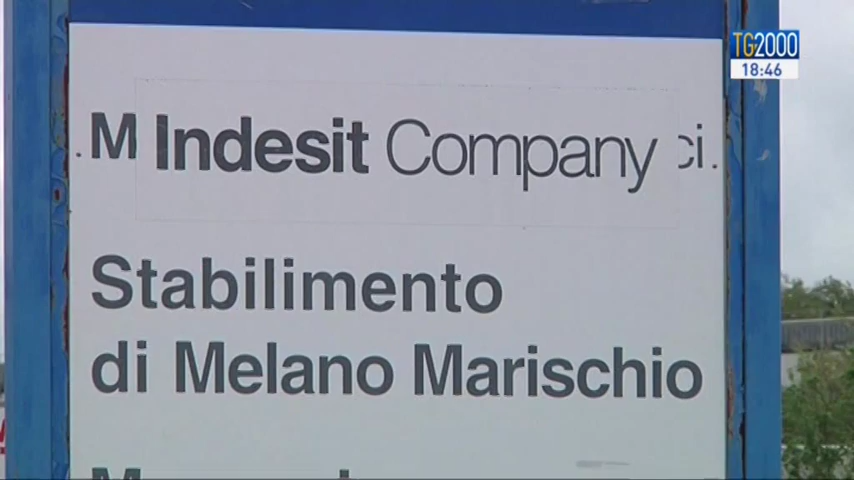 TG2000
18:46
M Indesit Company ci.
Stabilimento
di Melano Marischio